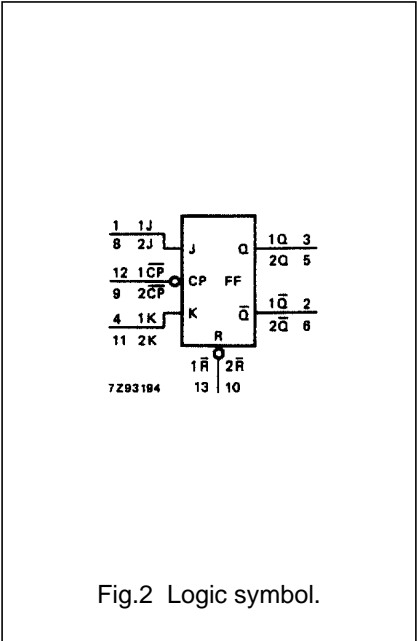 1 1J
8 2J
J
Q
1Q 3
2Q 5
12 1C̅P̅
9 2C̅P̅
CP FF
4 1K
11 2K
K
Q̅
1Q̅ 2
2Q̅ 6
R
1R̅ 2R̅
13 10
7Z93194
Fig.2 Logic symbol.